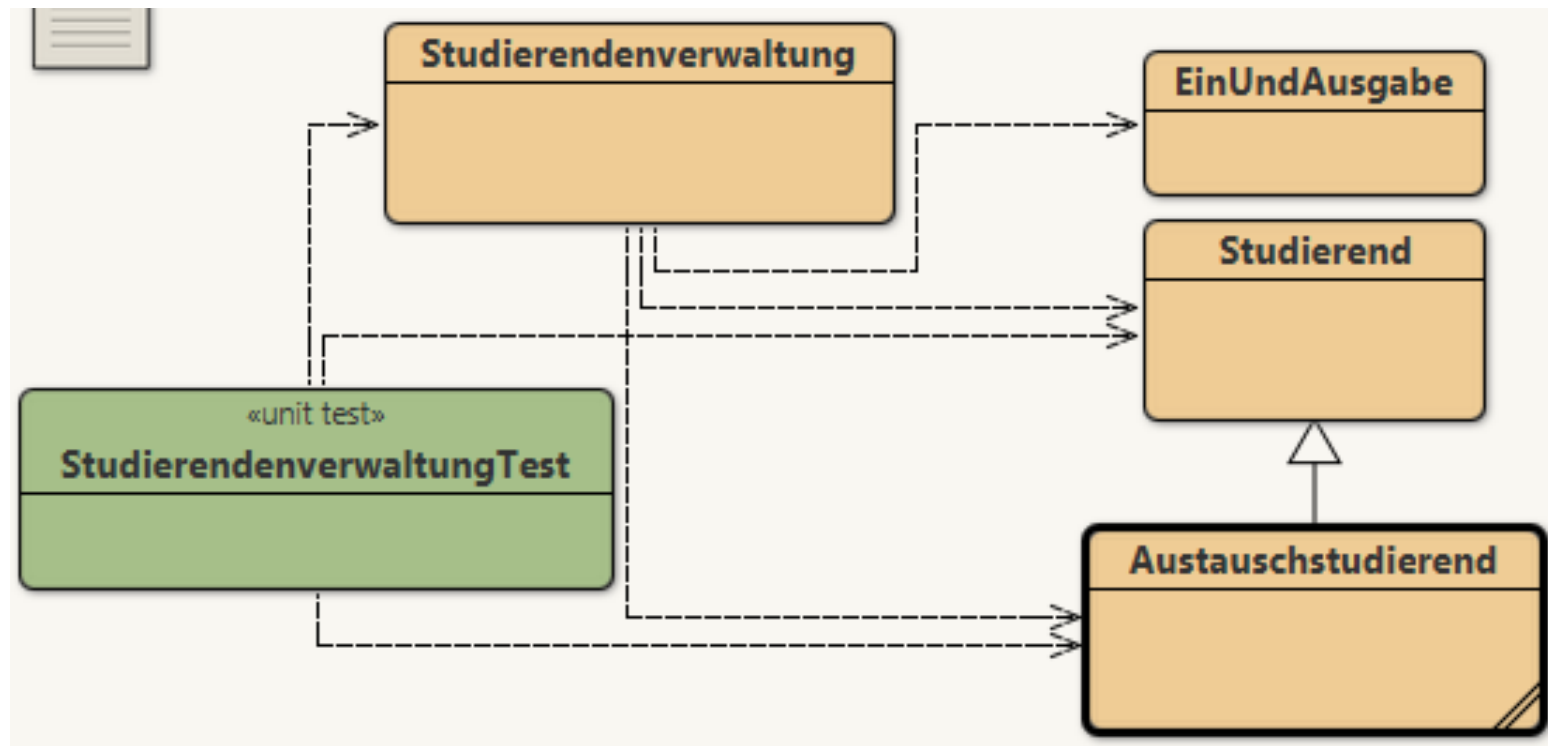 Studierendenverwaltung
EinUndAusgabe
Studierend
«unit test»
StudierendenverwaltungTest
Austauschstudierend